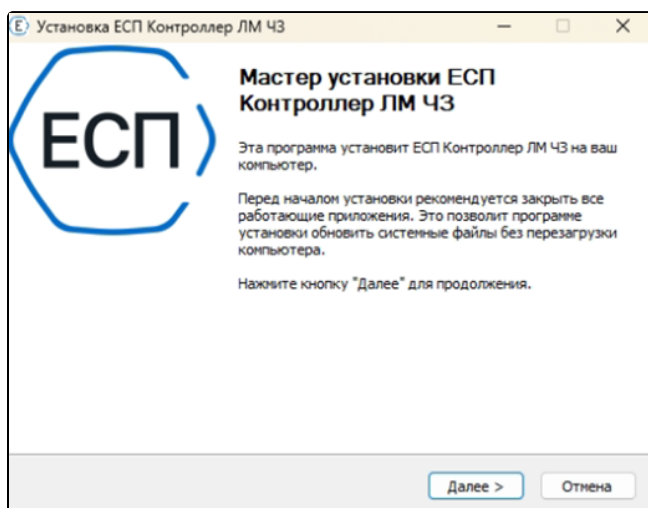 Установка ЕСП Контроллер ЛМ ЧЗ
ЕСП
Мастер установки ЕСП
Контроллер ЛМ ЧЗ
Эта программа установит ЕСП Контроллер ЛМ ЧЗ на ваш
компьютер.
Перед началом установки рекомендуется закрыть все
работающие приложения. Это позволит программе
установки обновить системные файлы без перезагрузки
компьютера.
Нажмите кнопку "Далее" для продолжения.
Далее >
Отмена